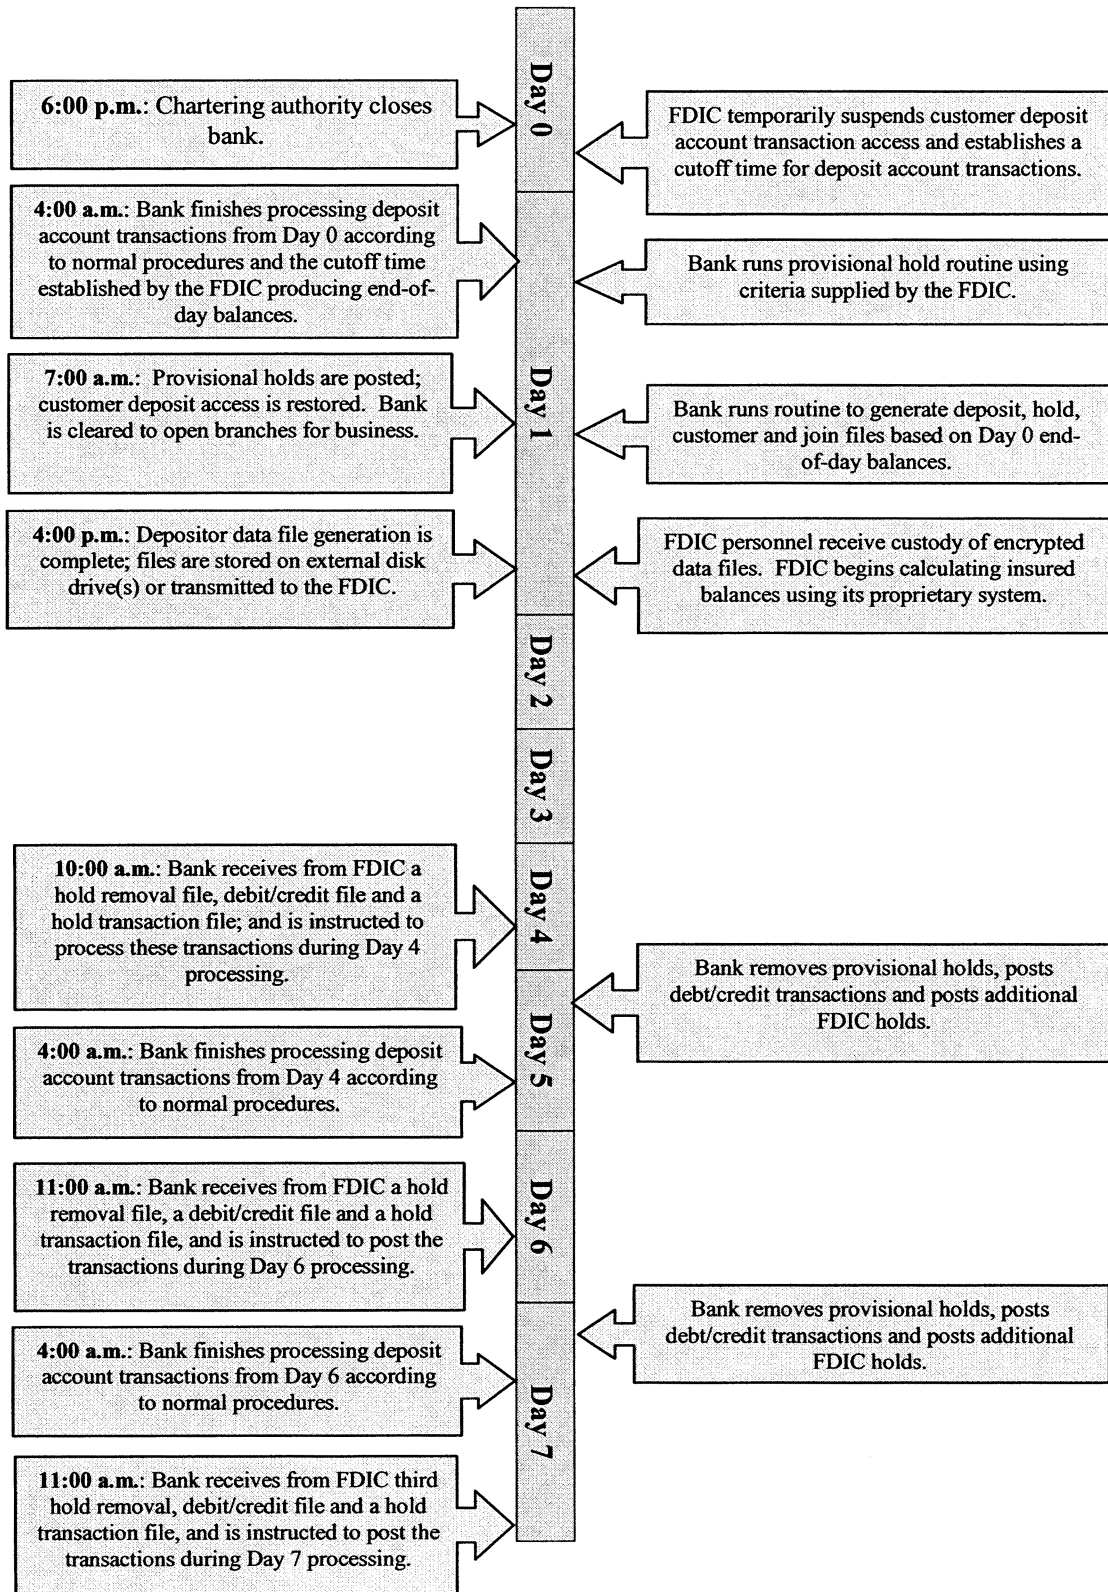 Day 0
6:00 p.m.: Chartering authority closes
bank.
FDIC temporarily suspends customer deposit
account transaction access and establishes a
cutoff time for deposit account transactions.
Day 1
4:00 a.m.: Bank finishes processing deposit
account transactions from Day 0 according
to normal procedures and the cutoff time
established by the FDIC producing end-of-
day balances.
Bank runs provisional hold routine using
criteria supplied by the FDIC.
7:00 a.m.: Provisional holds are posted;
customer deposit access is restored. Bank
is cleared to open branches for business.
Bank runs routine to generate deposit, hold,
customer and join files based on Day 0 end-
of-day balances.
4:00 p.m.: Depositor data file generation is
complete; files are stored on external disk
drive(s) or transmitted to the FDIC.
FDIC personnel receive custody of encrypted
data files. FDIC begins calculating insured
balances using its proprietary system.
Day 2
Day 3
Day 4
10:00 a.m.: Bank receives from FDIC a
hold removal file, debit/credit file and a
hold transaction file; and is instructed to
process these transactions during Day 4
processing.
Day 5
Bank removes provisional holds, posts
debt/credit transactions and posts additional
FDIC holds.
4:00 a.m.: Bank finishes processing deposit
account transactions from Day 4 according
to normal procedures.
Day 6
11:00 a.m.: Bank receives from FDIC a hold
removal file, a debit/credit file and a hold
transaction file, and is instructed to post the
transactions during Day 6 processing.
Day 7
Bank removes provisional holds, posts
debt/credit transactions and posts additional
FDIC holds.
4:00 a.m.: Bank finishes processing deposit
account transactions from Day 6 according
to normal procedures.
11:00 a.m.: Bank receives from FDIC third
hold removal, debit/credit file and a hold
transaction file, and is instructed to post the
transactions during Day 7 processing.